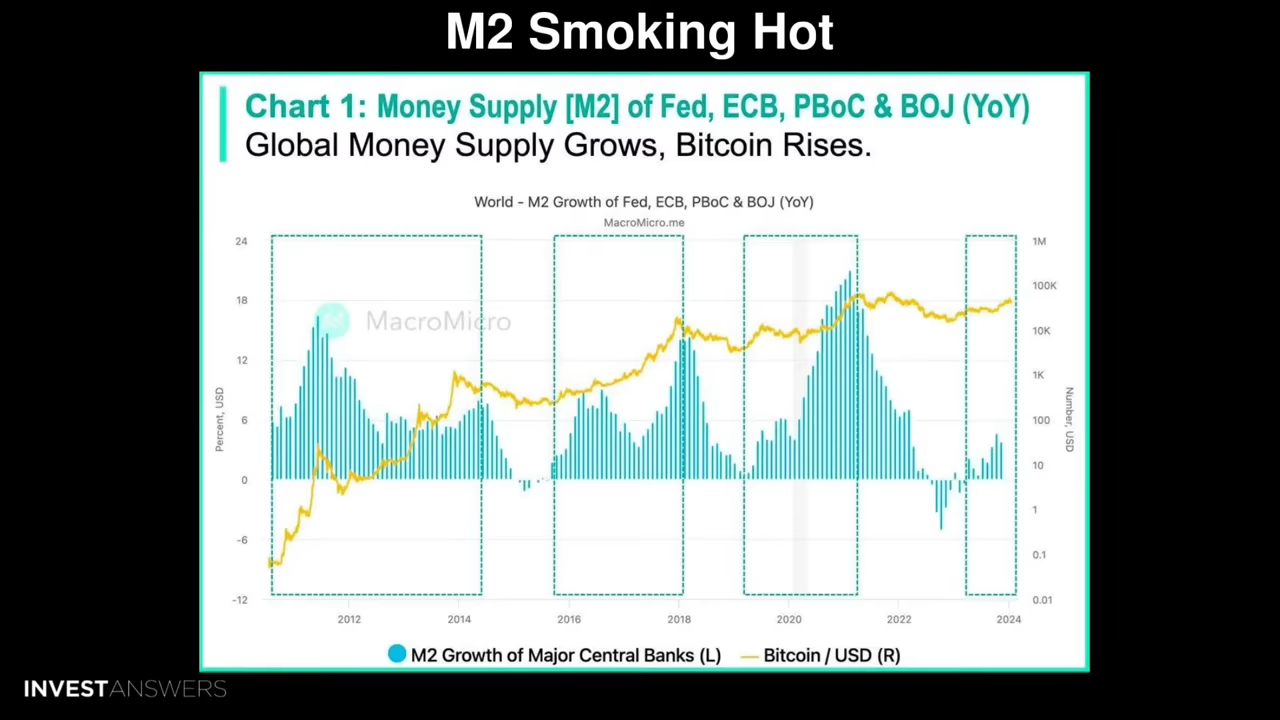 M2 Smoking Hot
Chart 1: Money Supply [M2] of Fed, ECB, PBoC & BOJ (YoY)
Global Money Supply Grows, Bitcoin Rises.
World - M2 Growth of Fed, ECB, PBoC & BOJ (YoY)
MacroMicro.me
24
18
12
6
0
-6
-12
Percent, USD
MacroMicro
1M
100K
10K
1K
100
10
1
0.1
0.01
Number, USD
2012 2014 2016 2018 2020 2022 2024
M2 Growth of Major Central Banks (L) Bitcoin / USD (R)
INVESTANSWERS